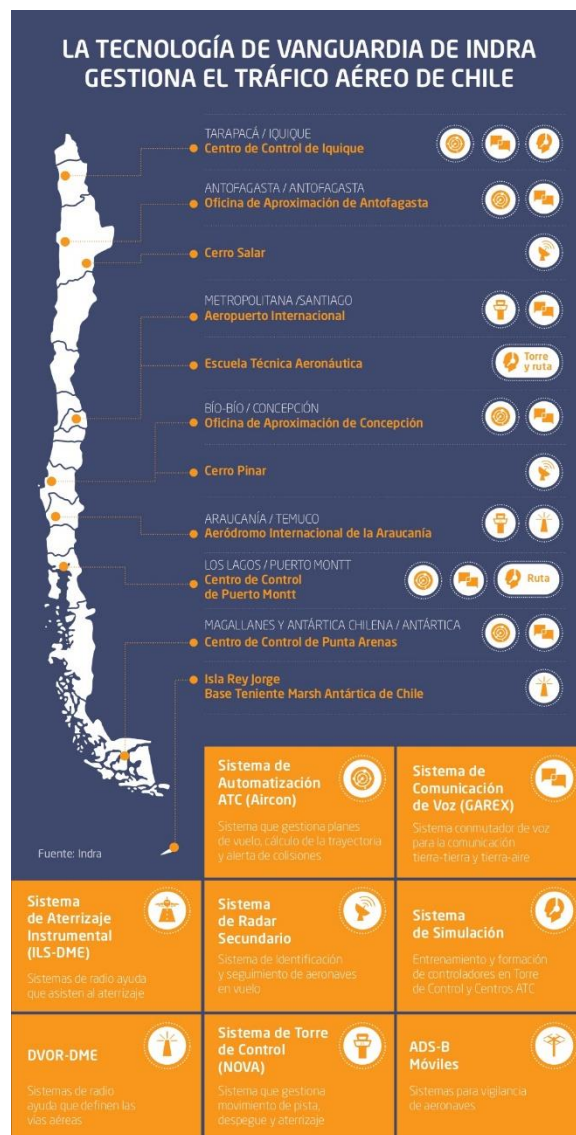 LA TECNOLOGÍA DE VANGUARDIA DE INDRA
GESTIONA EL TRÁFICO AÉREO DE CHILE
TARAPACÁ / IQUIQUE
Centro de Control de Iquique
ANTOFAGASTA / ANTOFAGASTA
Oficina de Aproximación de Antofagasta
Cerro Salar
METROPOLITANA /SANTIAGO
Aeropuerto Internacional
Escuela Técnica Aeronáutica
Torre
y ruta
BÍO-BÍO / CONCEPCIÓN
Oficina de Aproximación de Concepción
Cerro Pinar
ARAUCANÍA / TEMUCO
Aeródromo Internacional de la Araucanía
LOS LAGOS / PUERTO MONTT
Centro de Control
de Puerto Montt
Ruta
MAGALLANES Y ANTÁRTICA CHILENA / ANTÁRTICA
Centro de Control de Punta Arenas
Isla Rey Jorge
Base Teniente Marsh Antártica de Chile
Fuente: Indra
Sistema de
Automatización
ATC (Aircon)
Sistema que gestiona planes
de vuelo, cálculo de la trayectoria
y alerta de colisiones
Sistema de
Comunicación
de Voz (GAREX)
Sistema conmutador de voz
para la comunicación
tierra-tierra y tierra-aire
Sistema
de Aterrizaje
Instrumental
(ILS-DME)
Sistemas de radio ayuda
que asisten al aterrizaje
Sistema
de Radar
Secundario
Sistema de identificación
y seguimiento de aeronaves
en vuelo
Sistema
de Simulación
Entrenamiento y formación
de controladores en Torre
de Control y Centros ATC
DVOR-DME
Sistemas de radio
ayuda que definen las
vías aéreas
Sistema de Torre
de Control
(NOVA)
Sistema que gestiona
movimiento de pista,
despegue y aterrizaje
ADS-B
Móviles
Sistemas para vigilancia
de aeronaves